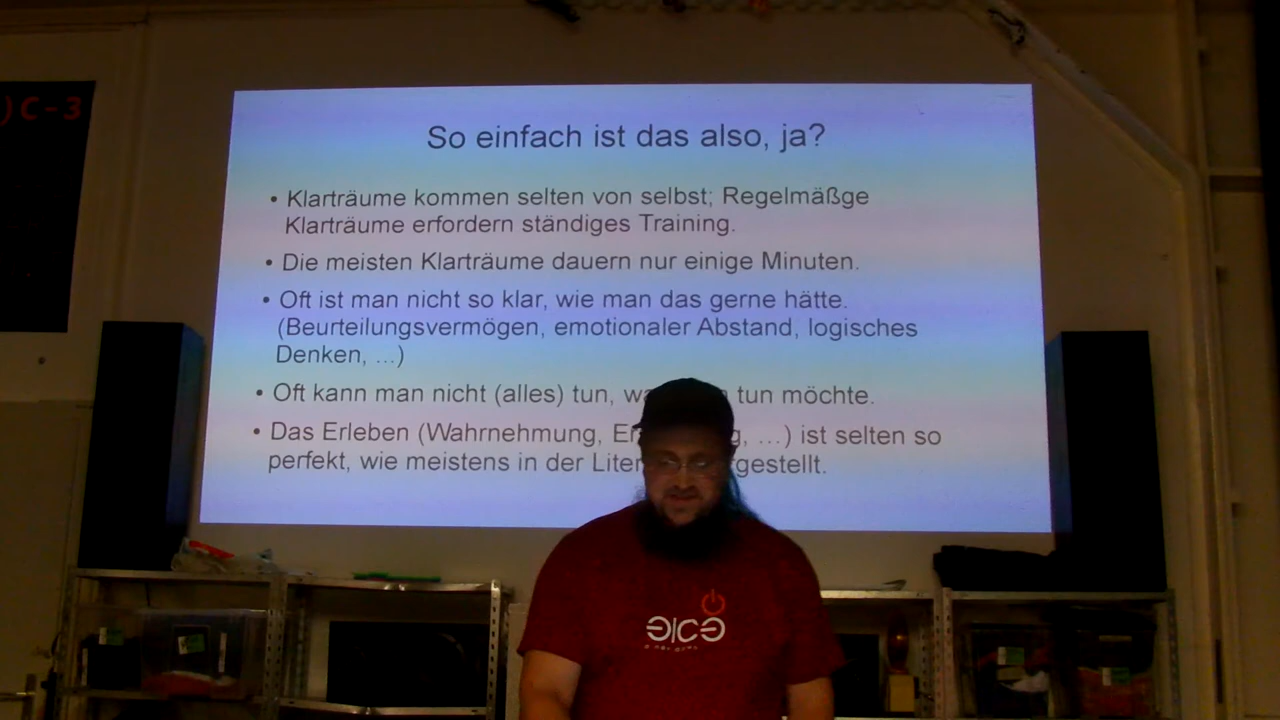 )C-3
So einfach ist das also, ja?
• Klarträume kommen selten von selbst; Regelmäßge
Klarträume erfordern ständiges Training.
• Die meisten Klarträume dauern nur einige Minuten.
• Oft ist man nicht so klar, wie man das gerne hätte.
(Beurteilungsvermögen, emotionaler Abstand, logisches
Denken, ...)
• Oft kann man nicht (alles) tun, tun möchte.
• Das Erleben (Wahrnehmung, ...) ist selten so
perfekt, wie meistens in der